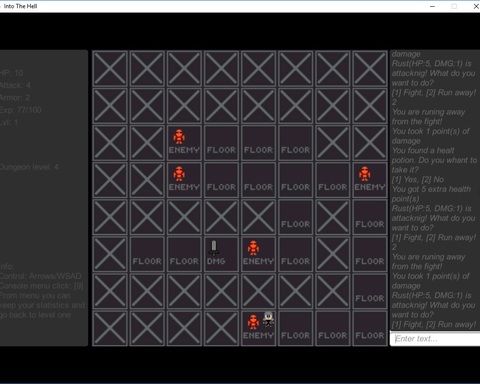 Into The Hell
HP: 10
Attack: 4
Armor: 2
Exp: 77/100
Lvl: 1
Dungeon level: 4
Info:
Control: Arrows/WSAD
Console menu click: [9]
From menu you can
keep your statistics and
go back to level one
ENEMY FLOOR FLOOR FLOOR
ENEMY FLOOR FLOOR FLOOR FLOOR ENEMY
FLOOR FLOOR
FLOOR FLOOR DMG ENEMY FLOOR FLOOR
FLOOR
ENEMY FLOOR FLOOR FLOOR
damage
Rust(HP:5, DMG:1) is
attacknig! What do you
want to do?
[1] Fight, [2] Run away!
2
You are runing away
from the fight!
You took 1 point(s) of
damage
You found a healt
potion. Do you whant to
take it?
[1] Yes, [2] No
You got 5 extra health
point(s)
Rust(HP:5, DMG:1) is
attacknig! What do you
want to do?
[1] Fight, [2] Run away!
2
You are runing away
from the fight!
You took 1 point(s) of
damage
Rust(HP:5, DMG:1) is
attacknig! What do you
want to do?
[1] Fight, [2] Run away!
Enter text...